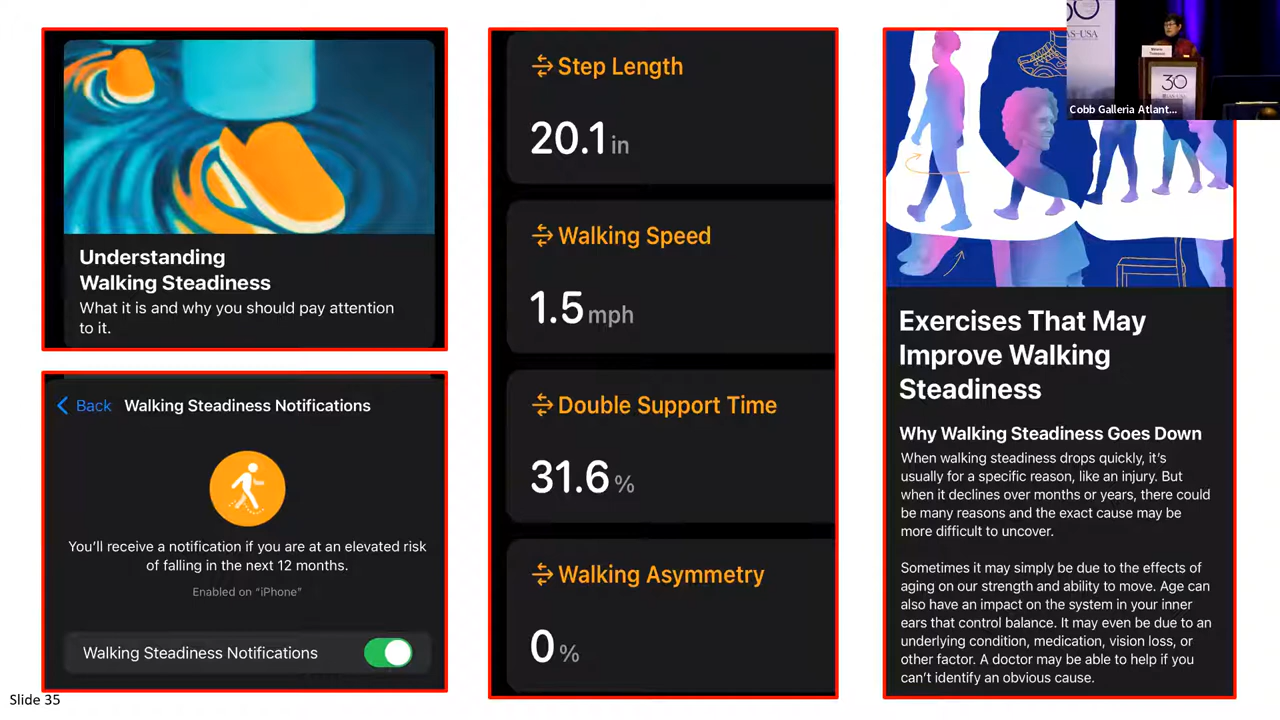 Understanding
Walking Steadiness
What it is and why you should pay attention
to it.
Back Walking Steadiness Notifications
You'll receive a notification if you are at an elevated risk
of falling in the next 12 months.
Enabled on "iPhone"
Walking Steadiness Notifications
Step Length
20.1 in
Walking Speed
1.5 mph
Double Support Time
31.6 %
Walking Asymmetry
0 %
Exercises That May
Improve Walking
Steadiness
Why Walking Steadiness Goes Down
When walking steadiness drops quickly, it's
usually for a specific reason, like an injury. But
when it declines over months or years, there could
be many reasons and the exact cause may be
more difficult to uncover.
Sometimes it may simply be due to the effects of
aging on our strength and ability to move. Age can
also have an impact on the system in your inner
ears that control balance. It may even be due to an
underlying condition, medication, vision loss, or
other factor. A doctor may be able to help if you
can't identify an obvious cause.
30
Cobb Galleria Atlant...
Slide 35